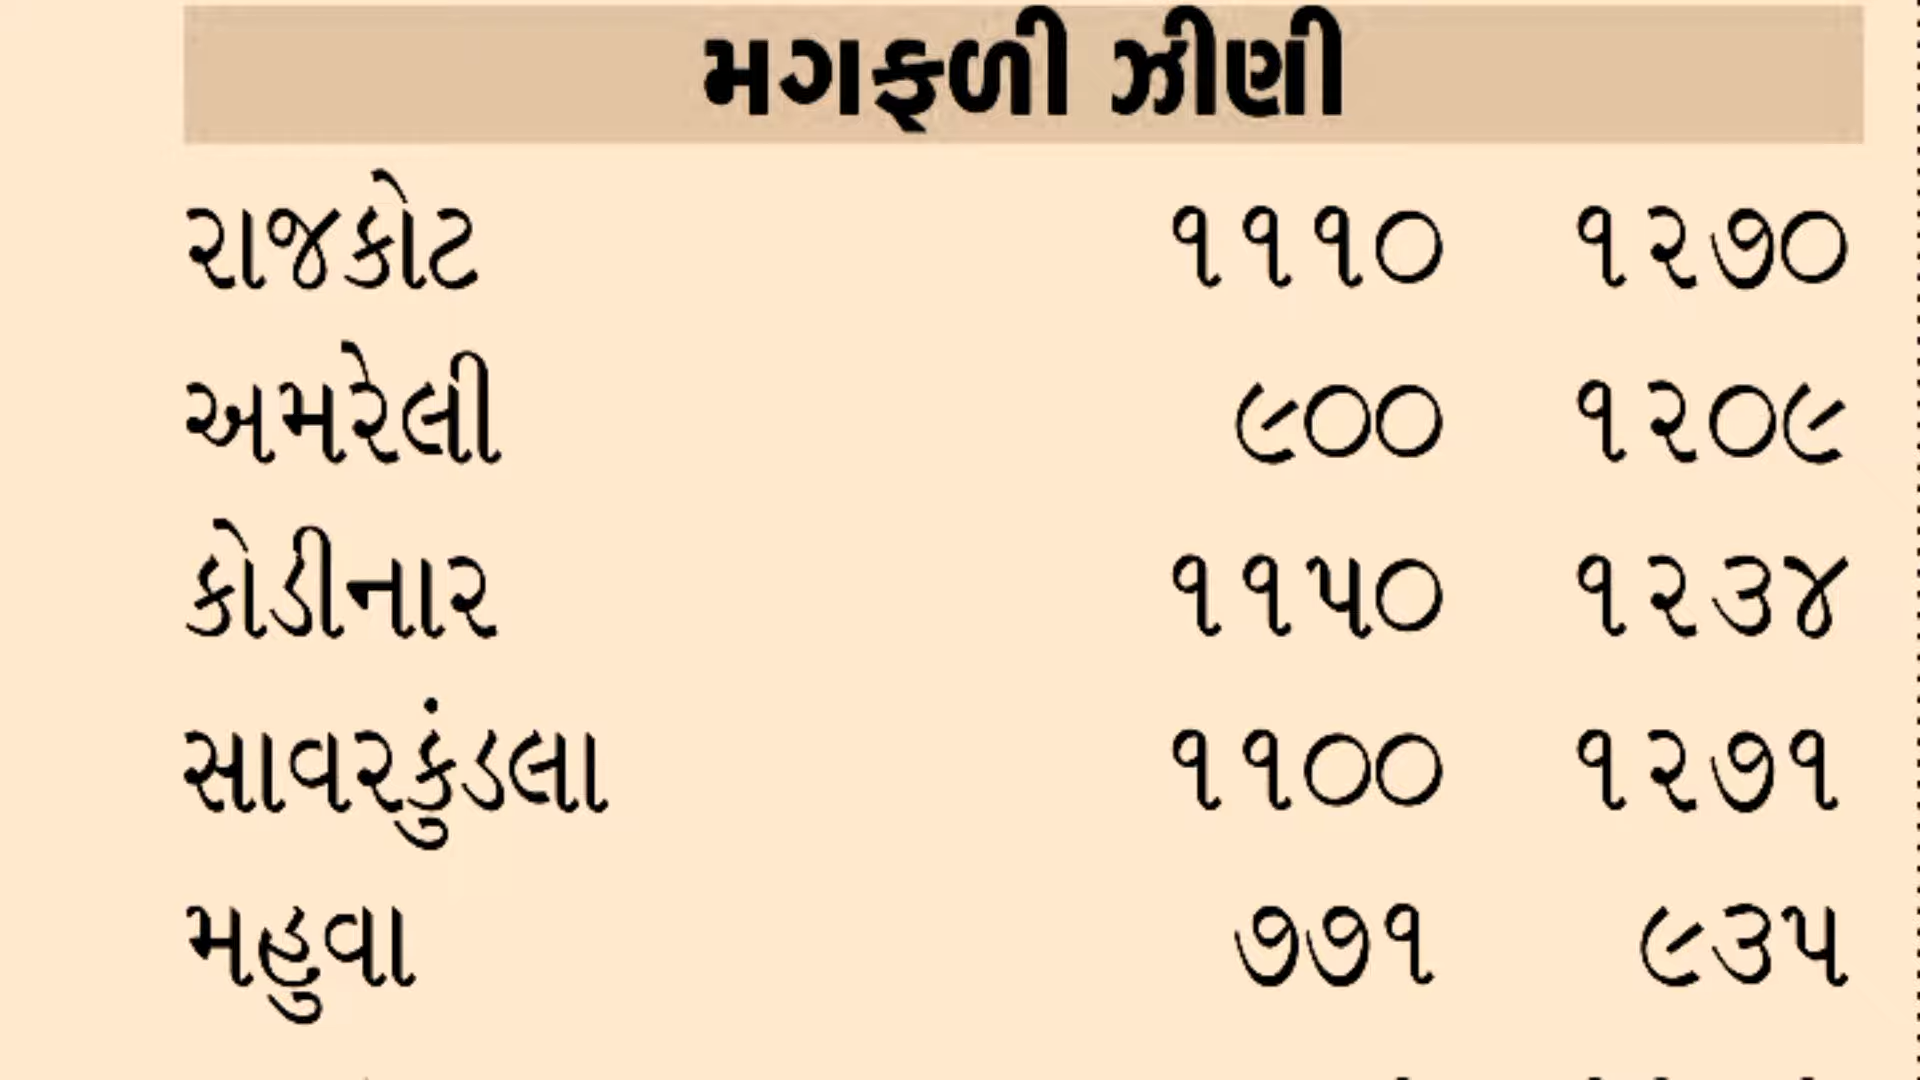 મગફળી ઝીણી
રાજકોટ ૧૧૧૦ ૧૨૭૦
અમરેલી ૯૦૦ ૧૨૦૯
કોડીનાર ૧૧૫૦ ૧૨૩૪
સાવરકુંડલા ૧૧૦૦ ૧૨૭૧
મહુવા ૭૭૧ ૯૩૫